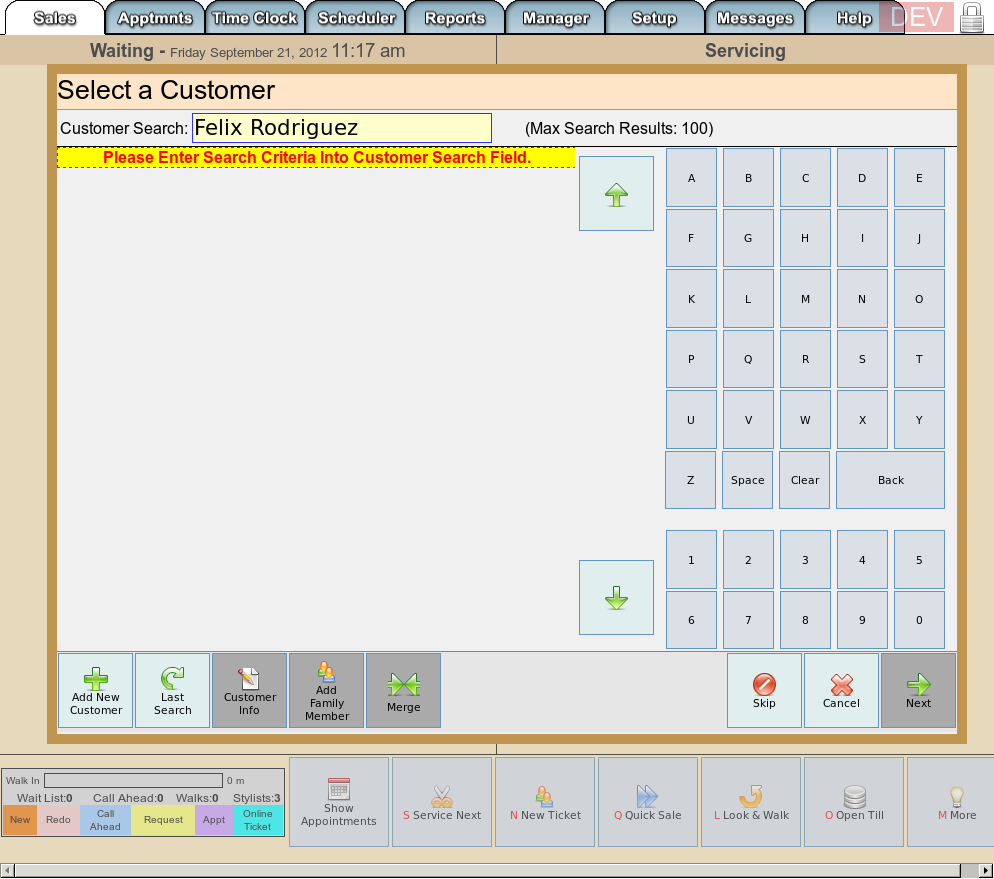 Sales Apptmnts Time Clock Scheduler Reports Manager Setup Messages Help DEV
Waiting - Friday September 21, 2012 11:17 am Servicing
Select a Customer
Customer Search: Felix Rodriguez (Max Search Results: 100)
Please Enter Search Criteria Into Customer Search Field.
A B C D E
F G H I J
K L M N O
P Q R S T
U V W X Y
Z Space Clear Back
1 2 3 4 5
6 7 8 9 0
Add New
Customer
Last
Search
Customer
Info
Add
Family
Member
Merge
Skip
Cancel
Next
Walk In 0 m
Wait List:0 Call Ahead:0 Walks:0 Stylists:3
New
Redo
Call
Ahead
Request
Appt
Online
Ticket
Show
Appointments
S Service Next
N New Ticket
Q Quick Sale
L Look & Walk
O Open Till
M More